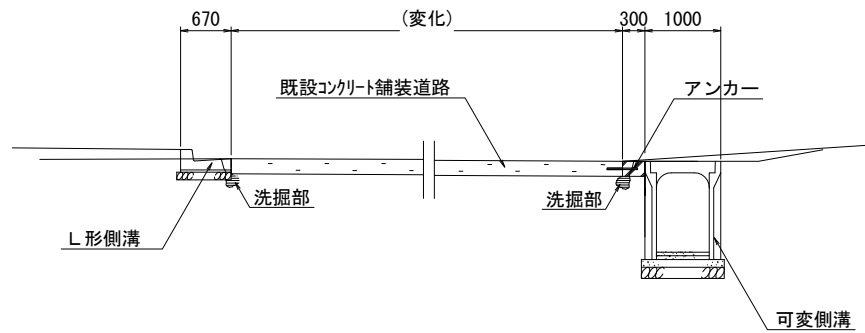 670
(変化)
300
1000
既設コンクリート舗装道路
アンカー
洗掘部
洗掘部
L形側溝
可変側溝